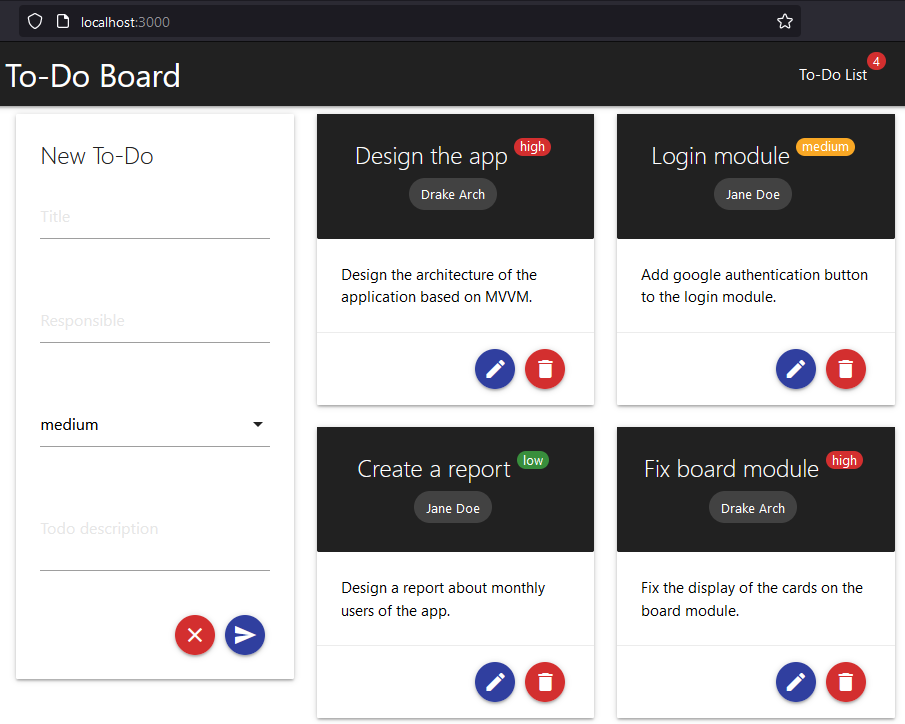 localhost:3000
To-Do Board
To-Do List 4
New To-Do
Title
Responsible
medium
Todo description
Design the app high
Drake Arch
Design the architecture of the
application based on MVVM.
Login module medium
Jane Doe
Add google authentication button
to the login module.
Create a report low
Jane Doe
Design a report about monthly
users of the app.
Fix board module high
Drake Arch
Fix the display of the cards on the
board module.